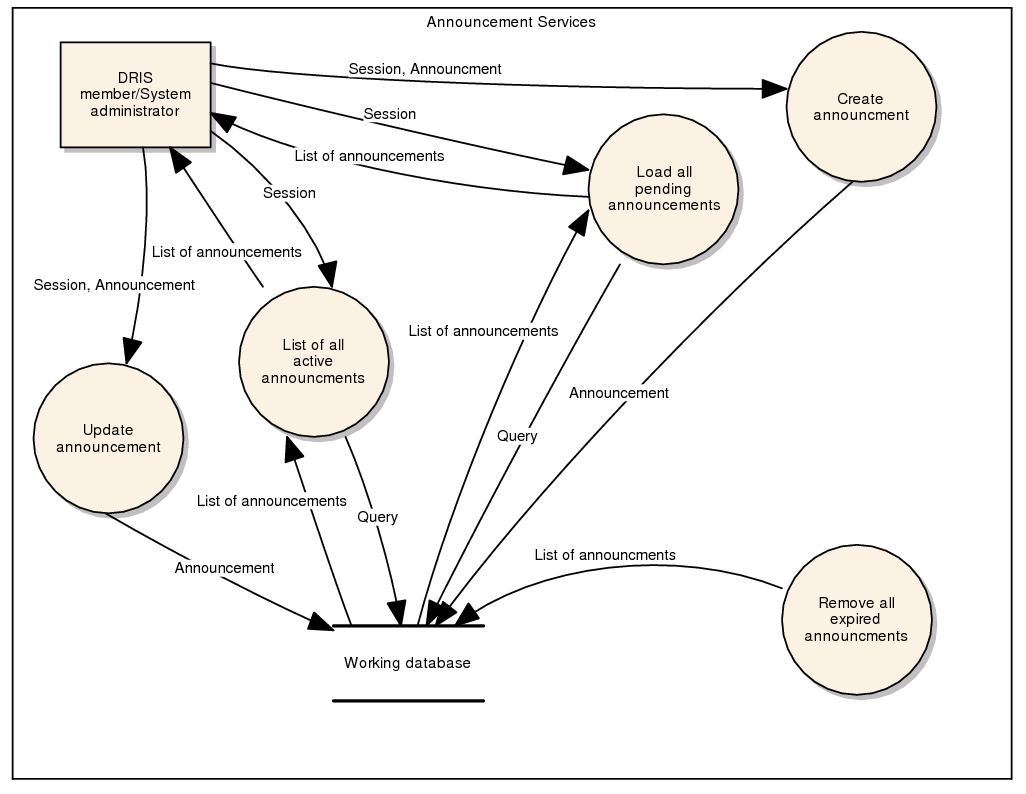 Announcement Services
DRIS
member/System
administrator
Session, Announcment
Create
announcment
Session
List of announcements
Load all
pending
announcements
Session
List of announcements
Session, Announcement
List of all
active
announcments
List of announcements
Announcement
Update
announcement
Query
List of announcements
Query
Announcement
List of announcments
Remove all
expired
announcments
Working database